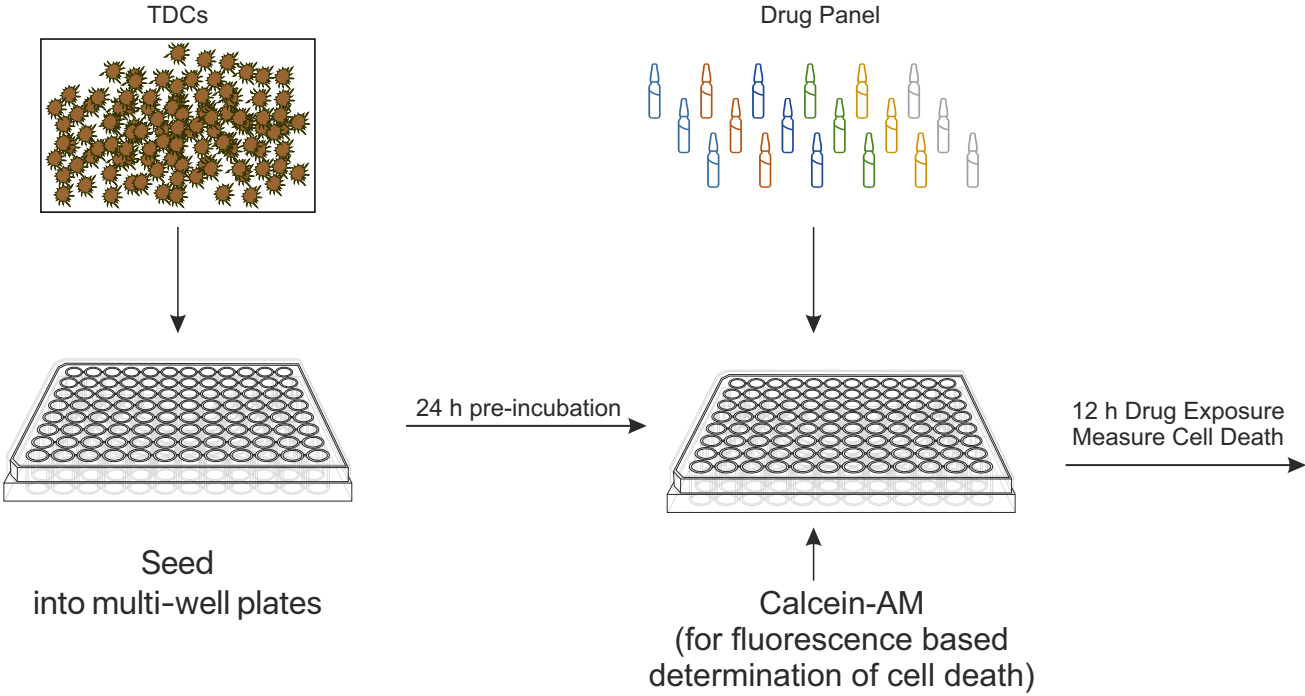 TDCs
Drug Panel
24 h pre-incubation
12 h Drug Exposure
Measure Cell Death
Seed
into multi-well plates
Calcein-AM
(for fluorescence based
determination of cell death)